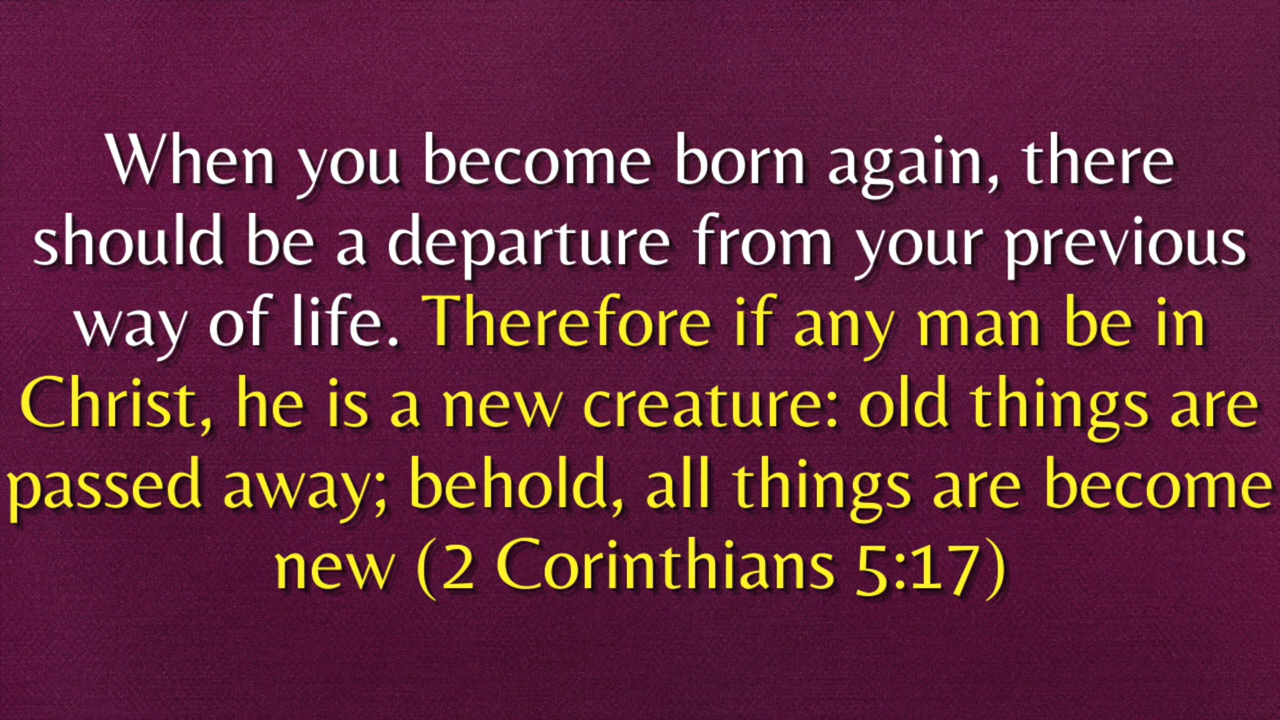 When you become born again, there
should be a departure from your previous
way of life. Therefore if any man be in
Christ, he is a new creature: old things are
passed away; behold, all things are become
new (2 Corinthians 5:17)